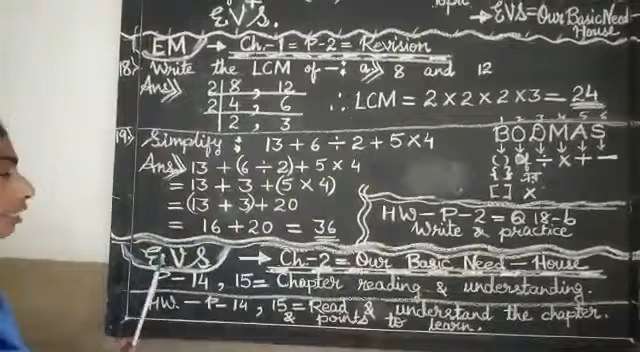 Topic
EVS.
→ EVS = Our Basic Need
House
EM → Ch.-1 = P-2 = Revision
18) Write the LCM of —: a) 8 and 12
Ans) 2 | 8, 12
2 | 4, 6
2, 3
∴ LCM = 2×2×2×3 = 24
19) Simplify : 13 + 6 ÷ 2 + 5 × 4
Ans) 13 + (6 ÷ 2) + 5 × 4
= 13 + 3 + (5 × 4)
= (13 + 3) + 20
= 16 + 20 = 36
BODMAS
() of ÷ × + −
{}
[] ×
HW — P-2 = Q 18-b
Write & practice
EVS → Ch-2 = Our Basic Need — House
P-14, 15 = Chapter reading & understanding.
HW. — P-14, 15 = Read & understand the chapter.
& points to learn.